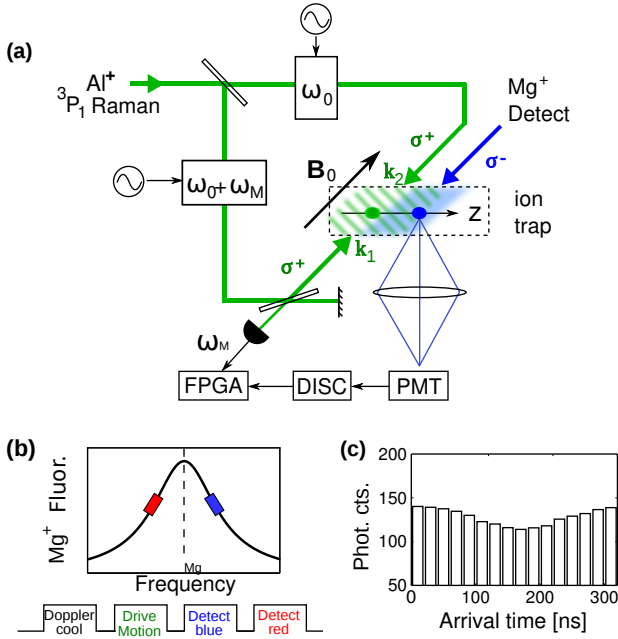 (a)
Al+
3P1 Raman
ω0
Mg+
Detect
σ+
σ-
B0
k2
ω0+ ωM
z
ion
trap
k1
σ+
ωM
FPGA
DISC
PMT
(b)
Mg+ Fluor.
Mg
Frequency
Doppler
cool
Drive
Motion
Detect
blue
Detect
red
(c)
Phot. cts.
200
150
100
50
0
100
200
300
Arrival time [ns]